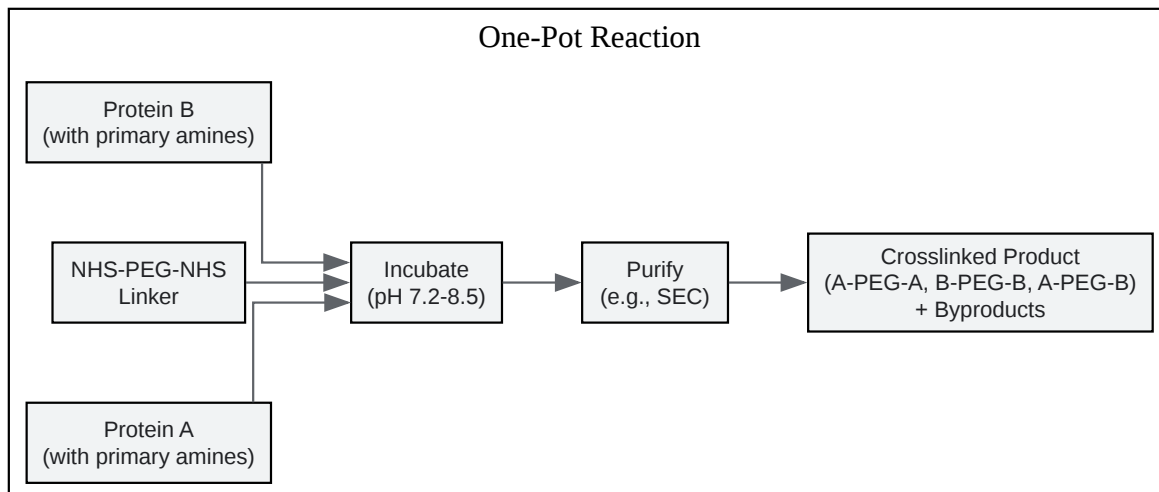 One-Pot Reaction
Protein B
(with primary amines)
NHS-PEG-NHS
Linker
Incubate
(pH 7.2-8.5)
Purify
(e.g., SEC)
Crosslinked Product
(A-PEG-A, B-PEG-B, A-PEG-B)
+ Byproducts
Protein A
(with primary amines)